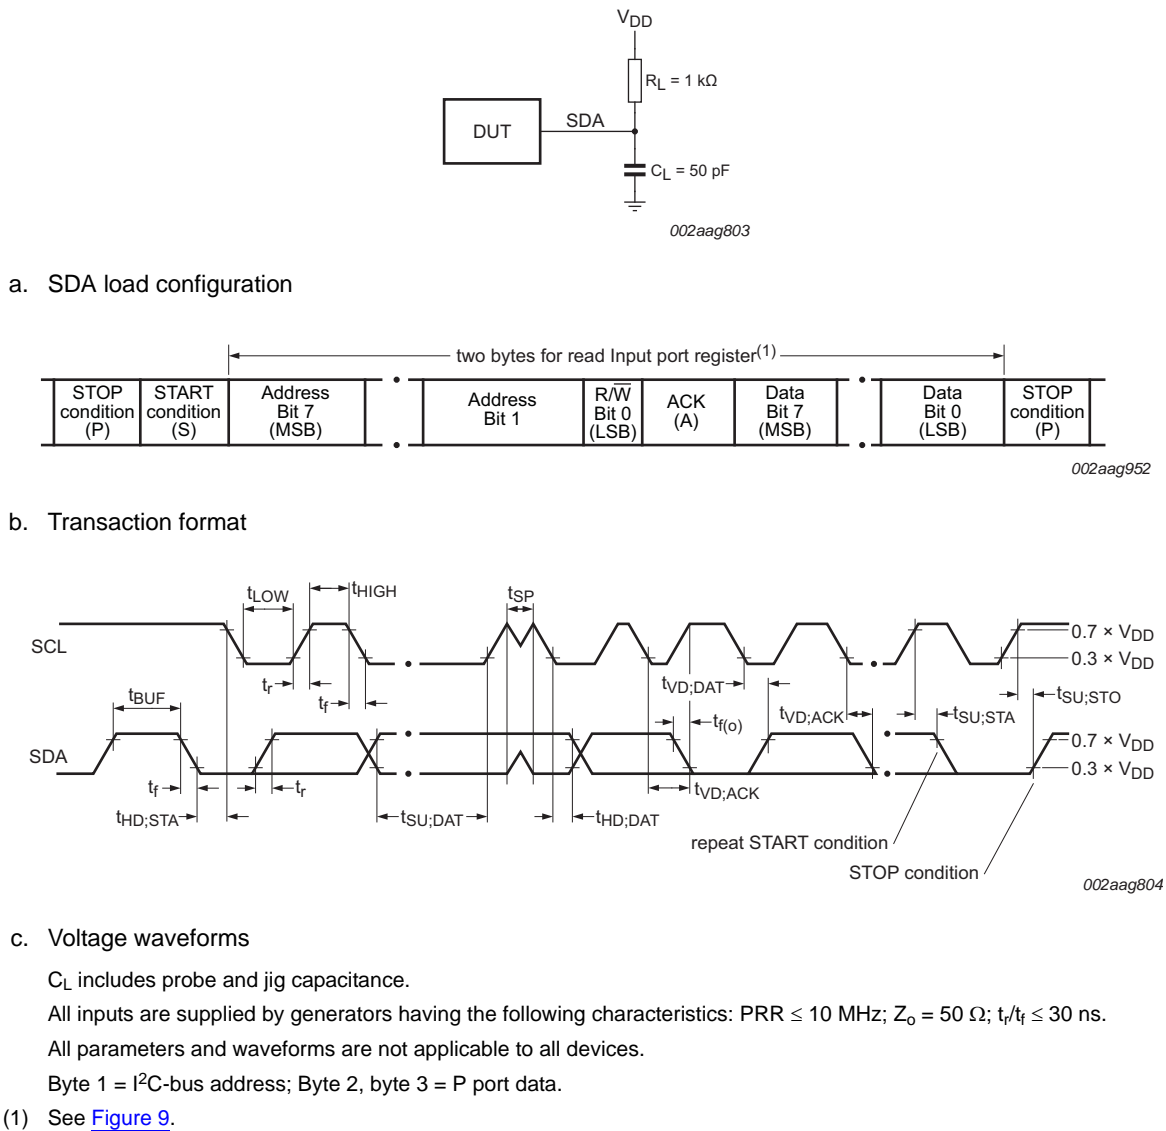 VDD
RL = 1 kΩ
DUT
SDA
CL = 50 pF
002aag803
a. SDA load configuration
two bytes for read Input port register(1)
STOP condition (P)
START condition (S)
Address Bit 7 (MSB)
Address Bit 1
R/W̅ Bit 0 (LSB)
ACK (A)
Data Bit 7 (MSB)
Data Bit 0 (LSB)
STOP condition (P)
002aag952
b. Transaction format
tLOW
tHIGH
tSP
SCL
0.7 × VDD
0.3 × VDD
tr
tf
tVD;DAT
tSU;STO
tBUF
tf(o)
tVD;ACK
tSU;STA
SDA
0.7 × VDD
0.3 × VDD
tf
tr
tVD;ACK
tHD;STA
tSU;DAT
tHD;DAT
repeat START condition
STOP condition
002aag804
c. Voltage waveforms
CL includes probe and jig capacitance.
All inputs are supplied by generators having the following characteristics: PRR ≤ 10 MHz; Zo = 50 Ω; tr/tf ≤ 30 ns.
All parameters and waveforms are not applicable to all devices.
Byte 1 = I2C-bus address; Byte 2, byte 3 = P port data.
(1) See Figure 9.